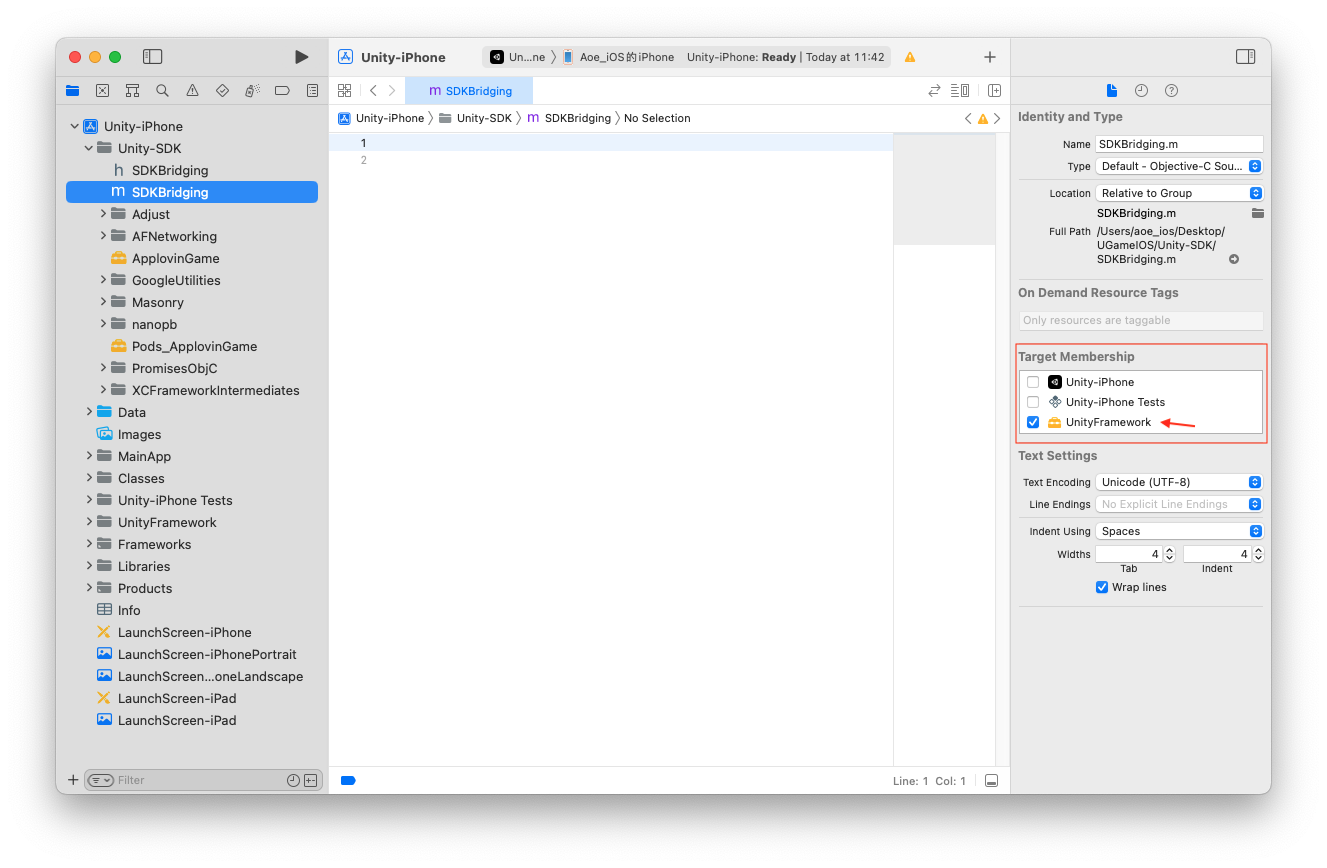 Unity-iPhone
Un...ne
Aoe_iOS的iPhone
Unity-iPhone: Ready | Today at 11:42
m SDKBridging
Unity-iPhone
Unity-SDK
m SDKBridging
No Selection
Unity-iPhone
Unity-SDK
h SDKBridging
m SDKBridging
Adjust
AFNetworking
ApplovinGame
GoogleUtilities
Masonry
nanopb
Pods_ApplovinGame
PromisesObjC
XCFrameworkIntermediates
Data
Images
MainApp
Classes
Unity-iPhone Tests
UnityFramework
Frameworks
Libraries
Products
Info
LaunchScreen-iPhone
LaunchScreen-iPhonePortrait
LaunchScreen...oneLandscape
LaunchScreen-iPad
LaunchScreen-iPad
Filter
1
2
Line: 1 Col: 1
Identity and Type
Name SDKBridging.m
Type Default - Objective-C Sou...
Location Relative to Group
SDKBridging.m
Full Path /Users/aoe_ios/Desktop/
UGameIOS/Unity-SDK/
SDKBridging.m
On Demand Resource Tags
Only resources are taggable
Target Membership
Unity-iPhone
Unity-iPhone Tests
UnityFramework
Text Settings
Text Encoding Unicode (UTF-8)
Line Endings No Explicit Line Endings
Indent Using Spaces
Widths 4 4
Tab Indent
Wrap lines